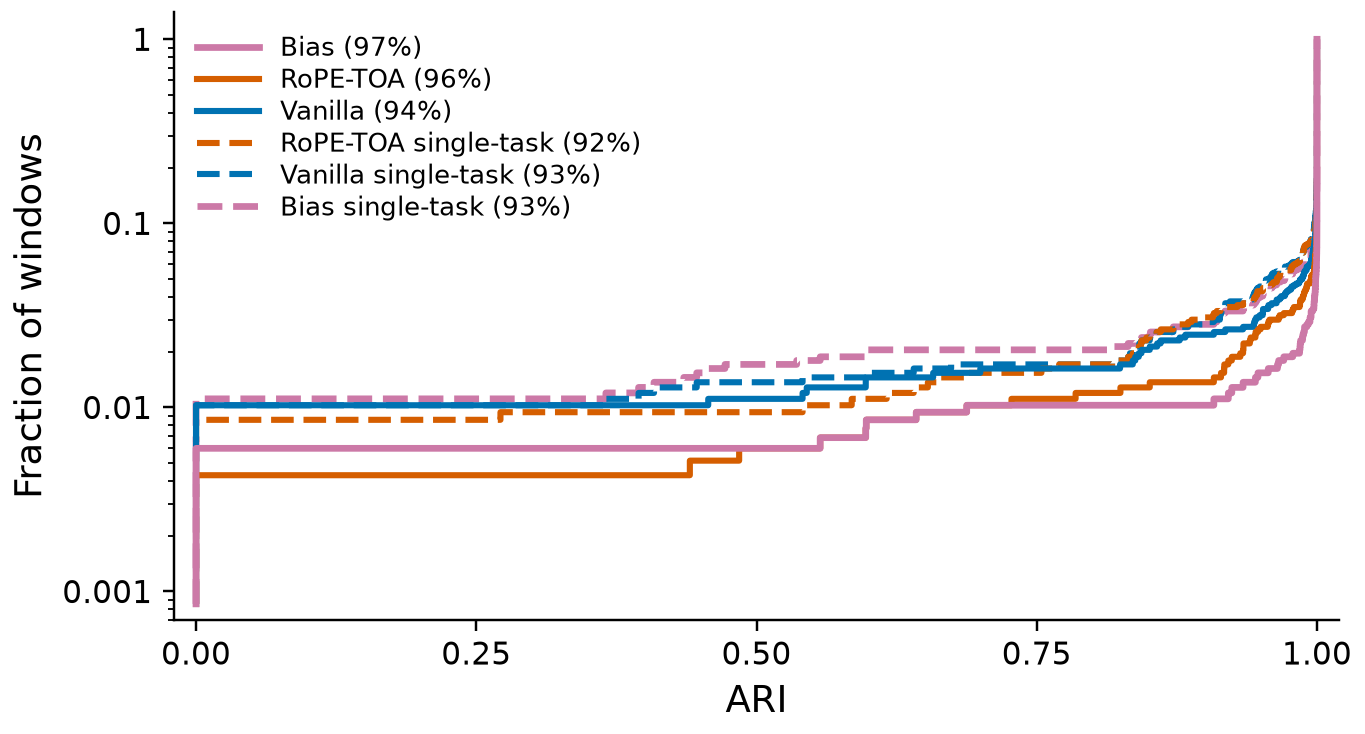 1
0.1
0.01
0.001
Fraction of windows
Bias (97%)
RoPE-TOA (96%)
Vanilla (94%)
RoPE-TOA single-task (92%)
Vanilla single-task (93%)
Bias single-task (93%)
0.00 0.25 0.50 0.75 1.00
ARI